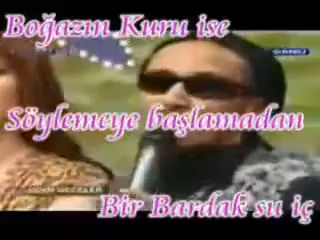 Boğazın Kuru ise
Söylemeye başlamadan
Bir Bardak su iç